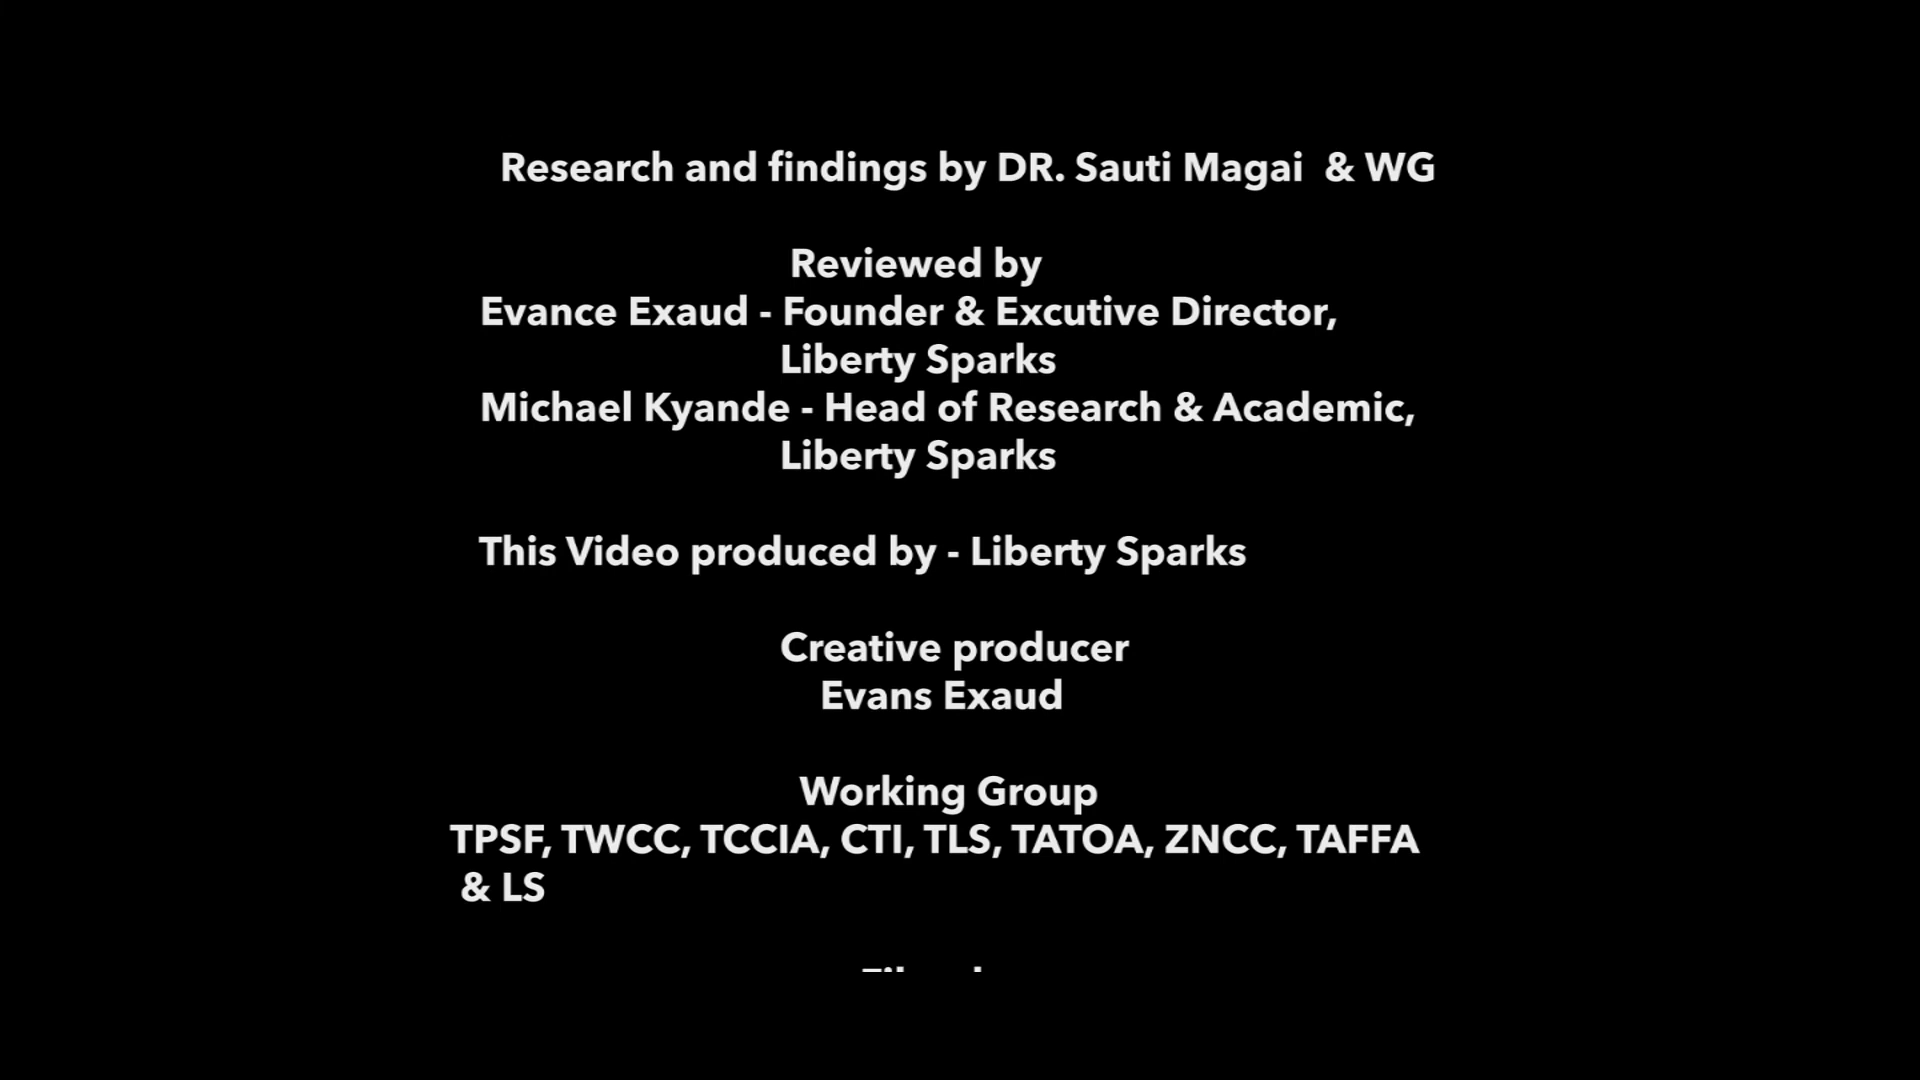 Research and findings by DR. Sauti Magai & WG
Reviewed by
Evance Exaud - Founder & Excutive Director,
Liberty Sparks
Michael Kyande - Head of Research & Academic,
Liberty Sparks
This Video produced by - Liberty Sparks
Creative producer
Evans Exaud
Working Group
TPSF, TWCC, TCCIA, CTI, TLS, TATOA, ZNCC, TAFFA
& LS